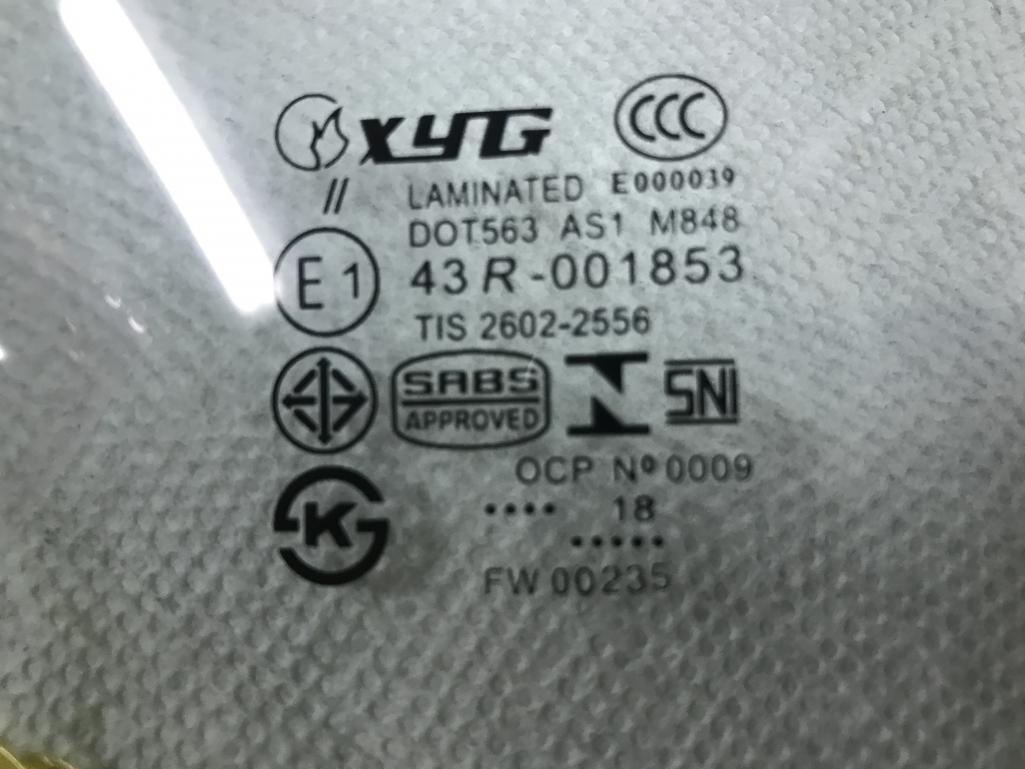 XYG CCC
// LAMINATED E000039
DOT563 AS1 M848
E1 43R-001853
TIS 2602-2556
SABS
APPROVED
SNI
OCP Nº 0009
•••• 18
•••••
FW 00235